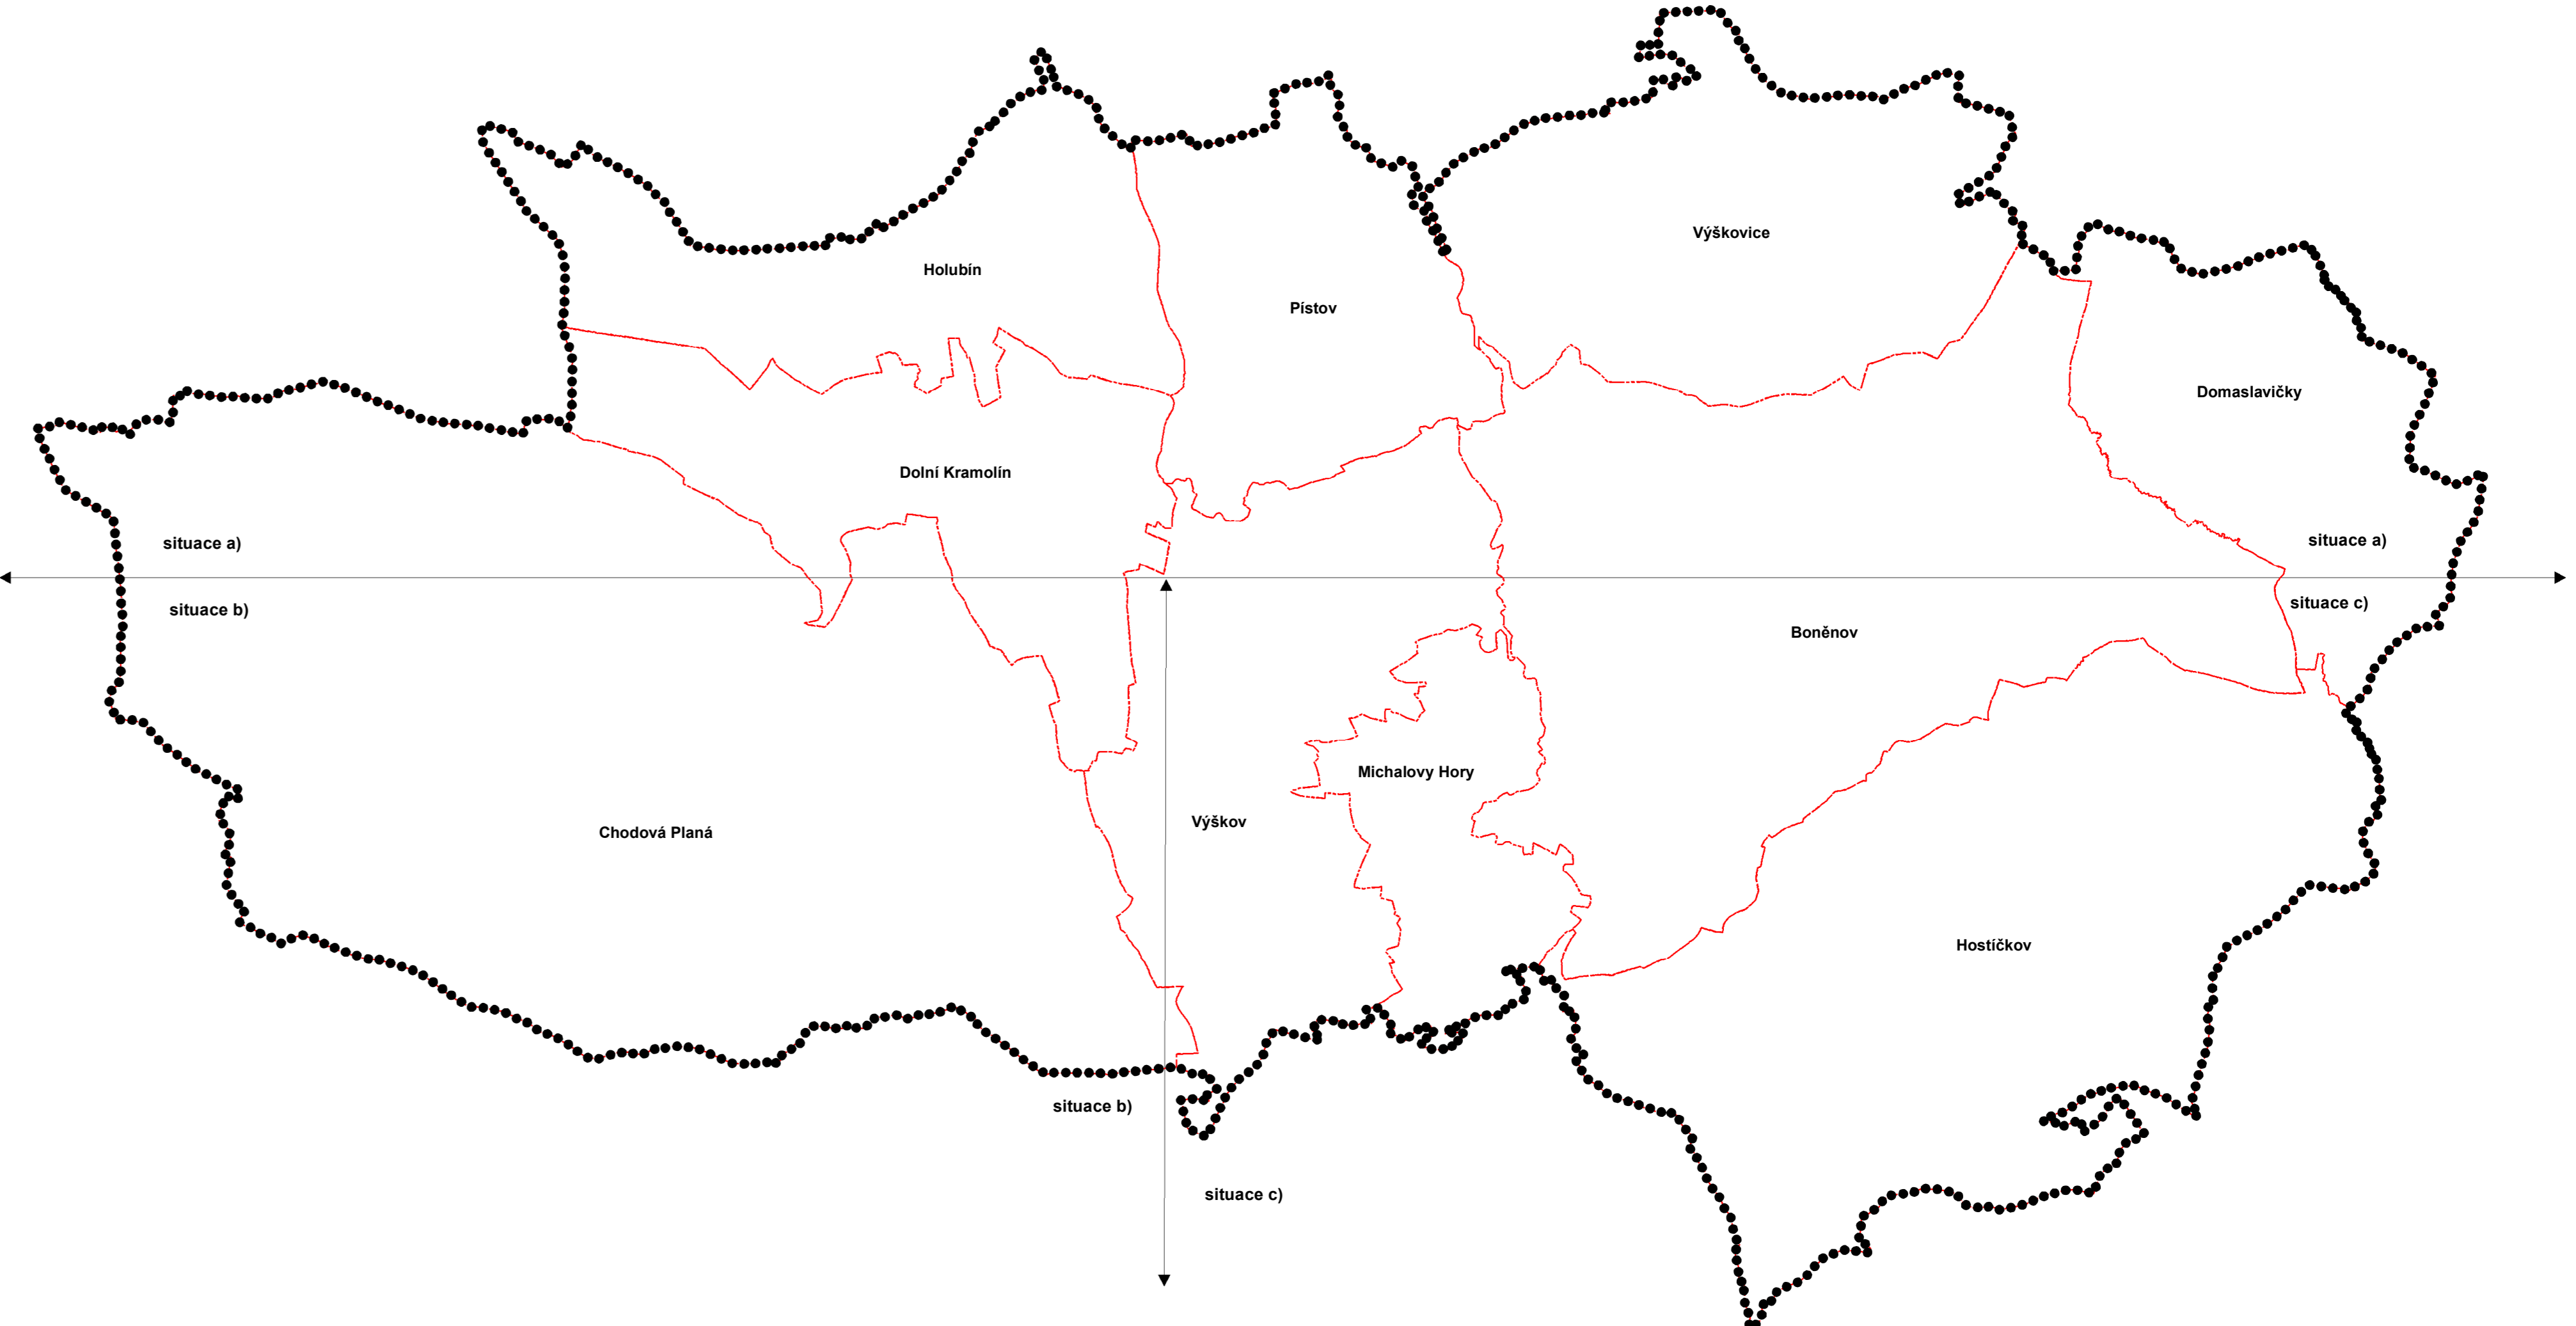 Výškovice
Holubín
Pístov
Domaslavičky
Dolní Kramolín
situace a)
situace a)
situace b)
situace c)
Boněnov
Michalovy Hory
Výškov
Chodová Planá
Hostíčkov
situace b)
situace c)